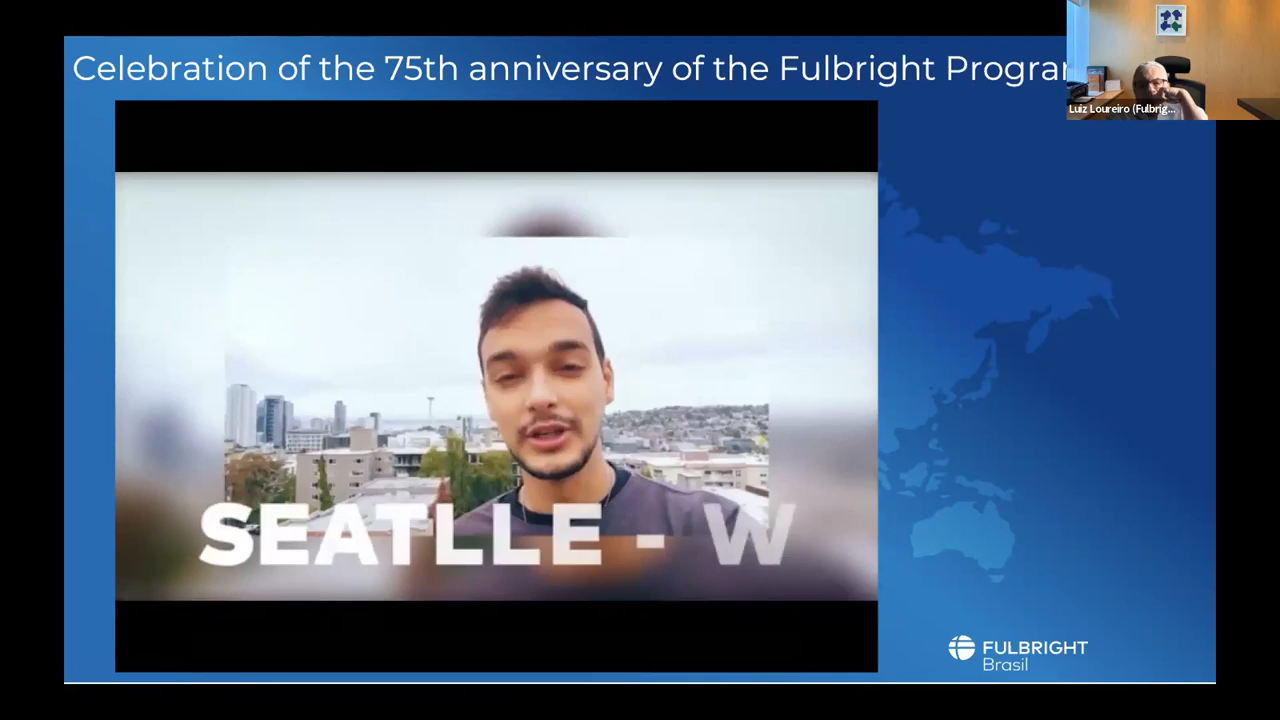 Celebration of the 75th anniversary of the Fulbright Progra
Luiz Loureiro (Fulbrig...
SEATLLE - W
FULBRIGHT
Brasil